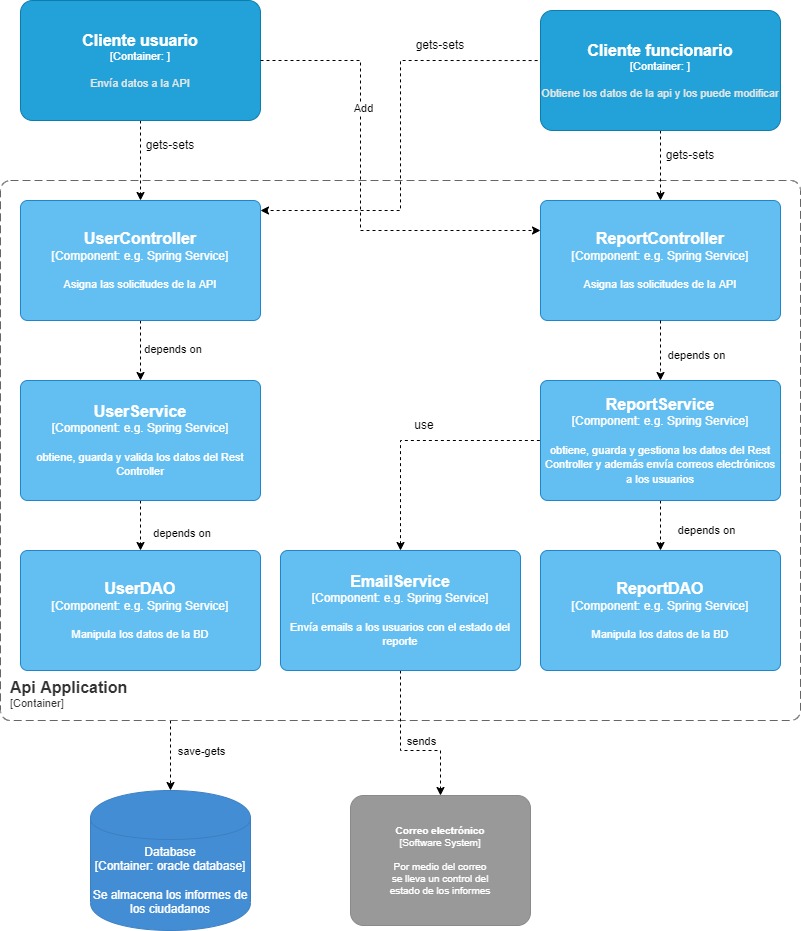 Cliente usuario
[Container: ]
Envía datos a la API
Cliente funcionario
[Container: ]
Obtiene los datos de la api y los puede modificar
gets-sets
Add
gets-sets
gets-sets
UserController
[Component: e.g. Spring Service]
Asigna las solicitudes de la API
ReportController
[Component: e.g. Spring Service]
Asigna las solicitudes de la API
depends on
depends on
UserService
[Component: e.g. Spring Service]
obtiene, guarda y valida los datos del Rest
Controller
ReportService
[Component: e.g. Spring Service]
obtiene, guarda y gestiona los datos del Rest
Controller y además envía correos electrónicos
a los usuarios
use
depends on
depends on
UserDAO
[Component: e.g. Spring Service]
Manipula los datos de la BD
EmailService
[Component: e.g. Spring Service]
Envía emails a los usuarios con el estado del
reporte
ReportDAO
[Component: e.g. Spring Service]
Manipula los datos de la BD
Api Application
[Container]
save-gets
sends
Database
[Container: oracle database]
Se almacena los informes de
los ciudadanos
Correo electrónico
[Software System]
Por medio del correo
se lleva un control del
estado de los informes